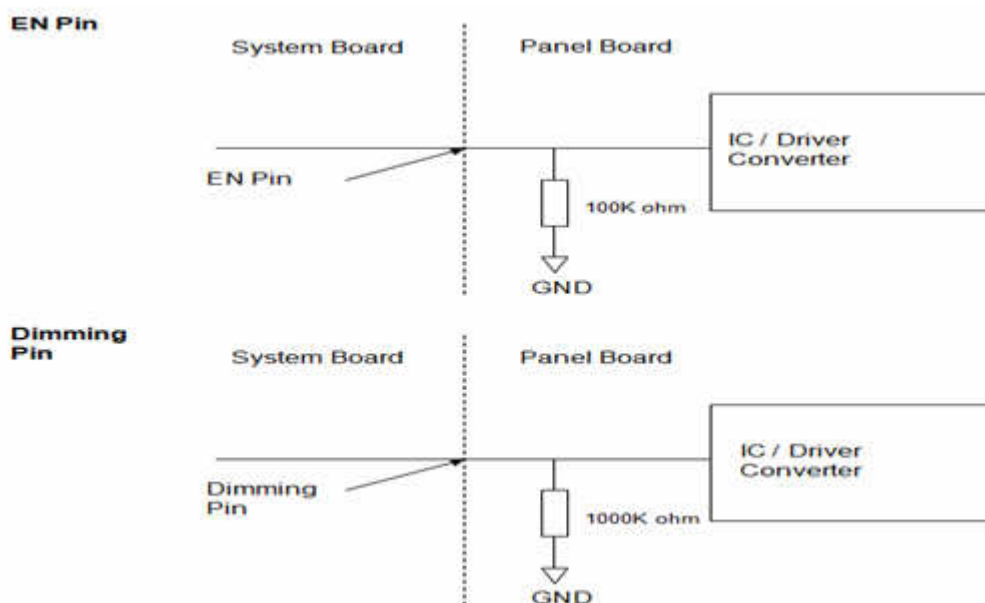 EN Pin
System Board
Panel Board
IC / Driver
Converter
EN Pin
100K ohm
GND
Dimming
Pin
System Board
Panel Board
IC / Driver
Converter
Dimming
Pin
1000K ohm
GND